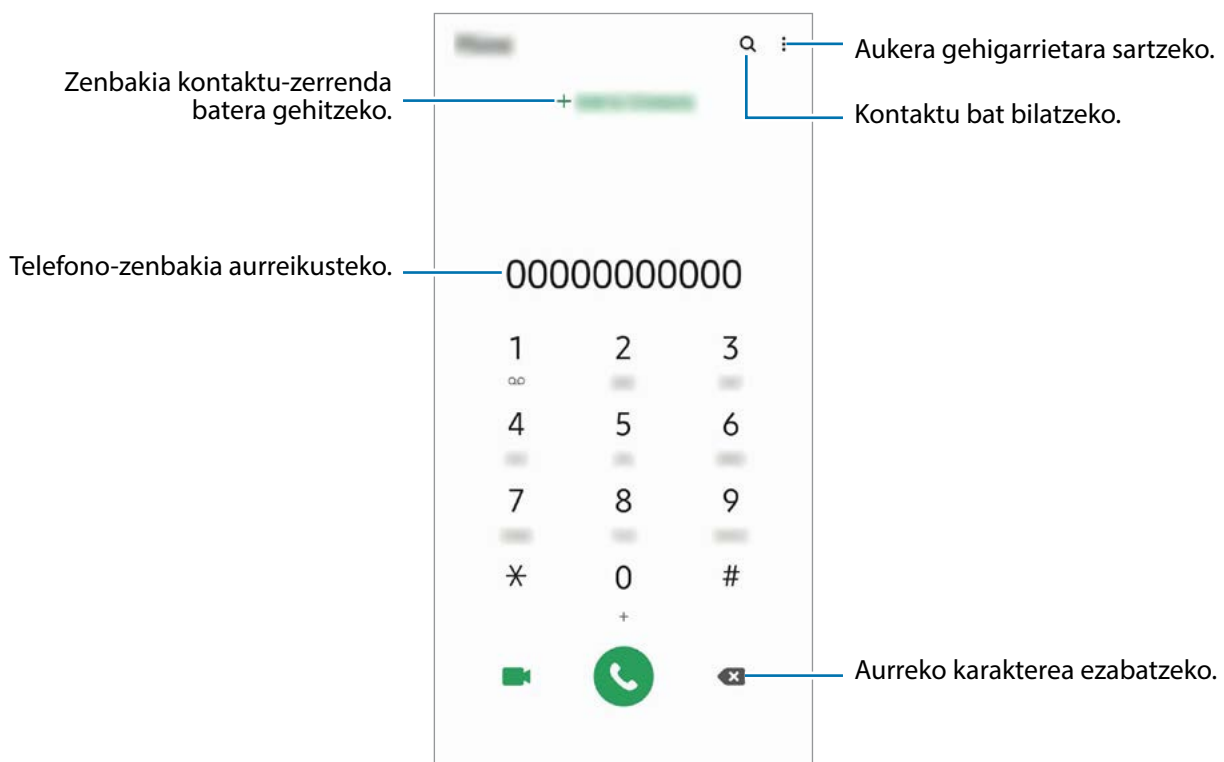 Aukera gehigarrietara sartzeko.
Zenbakia kontaktu-zerrenda
batera gehitzeko.
Kontaktu bat bilatzeko.
Telefono-zenbakia aurreikusteko.
00000000000
1 2 3
4 5 6
7 8 9
* 0 #
+
Aurreko karakterea ezabatzeko.